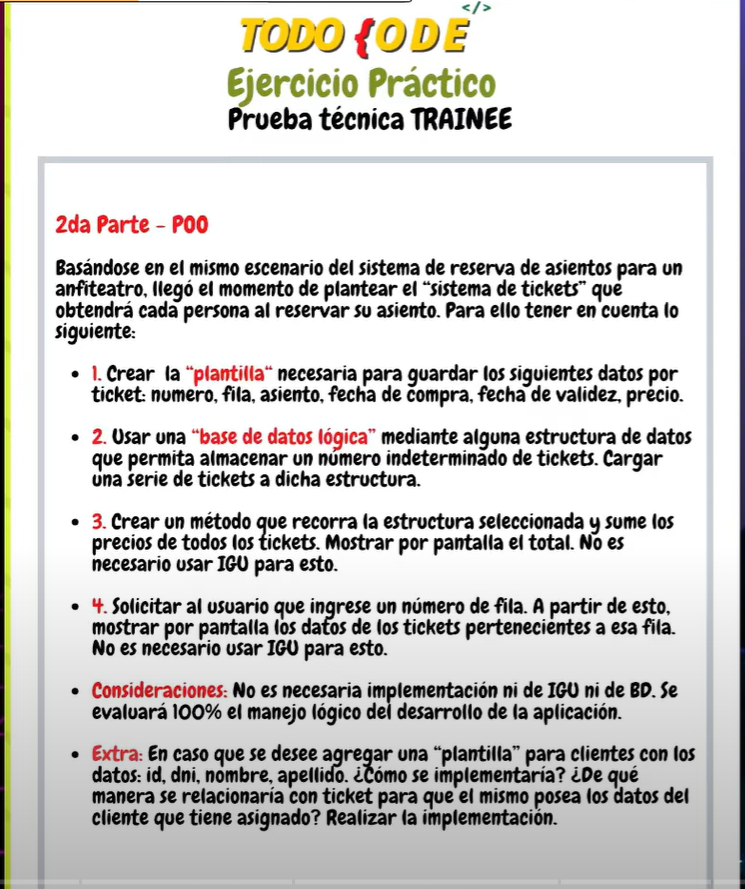 </>
TODO {ODE
Ejercicio Práctico
Prueba técnica TRAINEE
2da Parte - POO
Basándose en el mismo escenario del sistema de reserva de asientos para un
anfiteatro, llegó el momento de plantear el “sistema de tickets” que
obtendrá cada persona al reservar su asiento. Para ello tener en cuenta lo
siguiente:
• 1. Crear la “plantilla“ necesaria para guardar los siguientes datos por
ticket: numero, fila, asiento, fecha de compra, fecha de validez, precio.
• 2. Usar una “base de datos lógica” mediante alguna estructura de datos
que permita almacenar un número indeterminado de tickets. Cargar
una serie de tickets a dicha estructura.
• 3. Crear un método que recorra la estructura seleccionada y sume los
precios de todos los tickets. Mostrar por pantalla el total. No es
necesario usar IGU para esto.
• 4. Solicitar al usuario que ingrese un número de fila. A partir de esto,
mostrar por pantalla los datos de los tickets pertenecientes a esa fila.
No es necesario usar IGU para esto.
• Consideraciones: No es necesaria implementación ni de IGU ni de BD. Se
evaluará 100% el manejo lógico del desarrollo de la aplicación.
• Extra: En caso que se desee agregar una “plantilla” para clientes con los
datos: id, dni, nombre, apellido. ¿Cómo se implementaría? ¿De qué
manera se relacionaría con ticket para que el mismo posea los datos del
cliente que tiene asignado? Realizar la implementación.